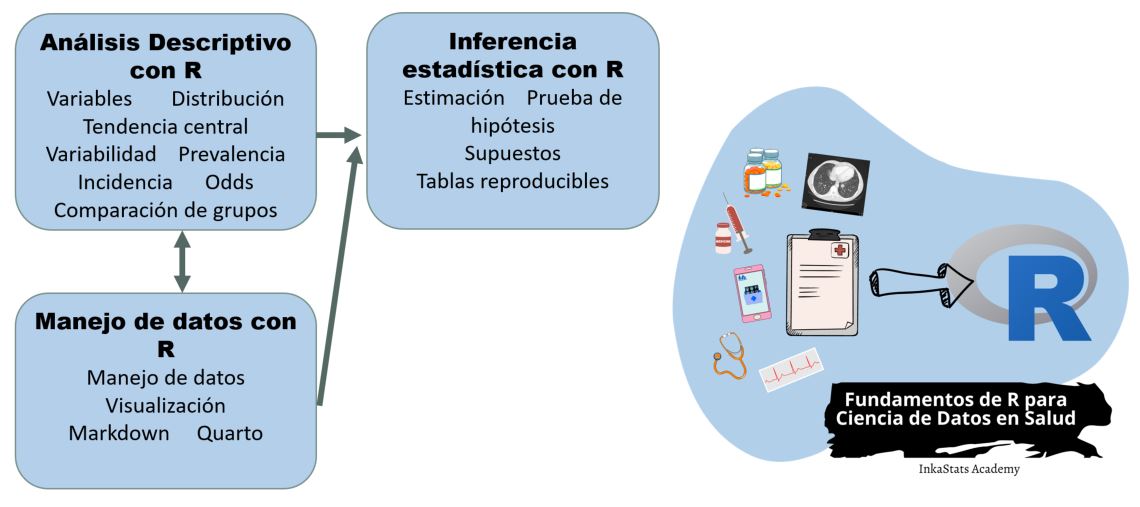 Análisis Descriptivo
con R
Variables Distribución
Tendencia central
Variabilidad Prevalencia
Incidencia Odds
Comparación de grupos
Inferencia
estadística con R
Estimación Prueba de
hipótesis
Supuestos
Tablas reproducibles
Manejo de datos con
R
Manejo de datos
Visualización
Markdown Quarto
MEDICINE
R
Fundamentos de R para
Ciencia de Datos en Salud
InkaStats Academy